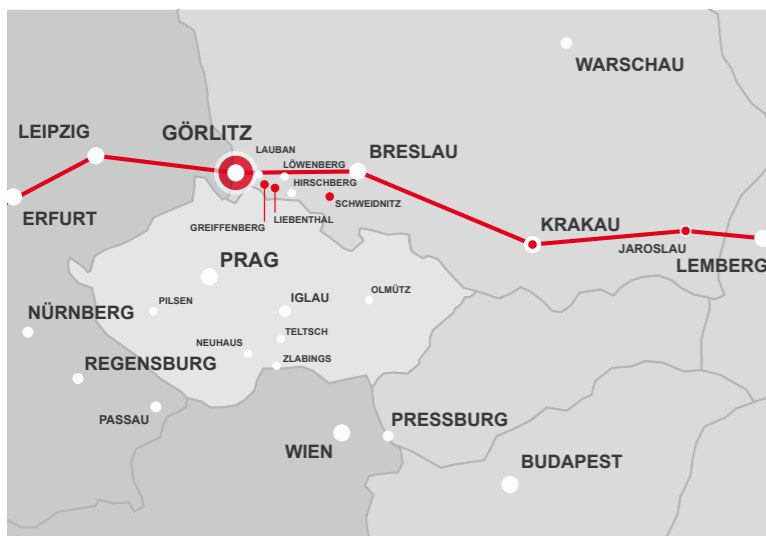 WARSCHAU
LEIPZIG
GÖRLITZ
LAUBAN
BRESLAU
LÖWENBERG
HIRSCHBERG
SCHWEIDNITZ
ERFURT
GREIFFENBERG
LIEBENTHAL
KRAKAU
JAROSLAU
LEMBERG
PRAG
OLMÜTZ
PILSEN
IGLAU
NÜRNBERG
TELTSCH
NEUHAUS
ZLABINGS
REGENSBURG
PASSAU
PRESSBURG
WIEN
BUDAPEST